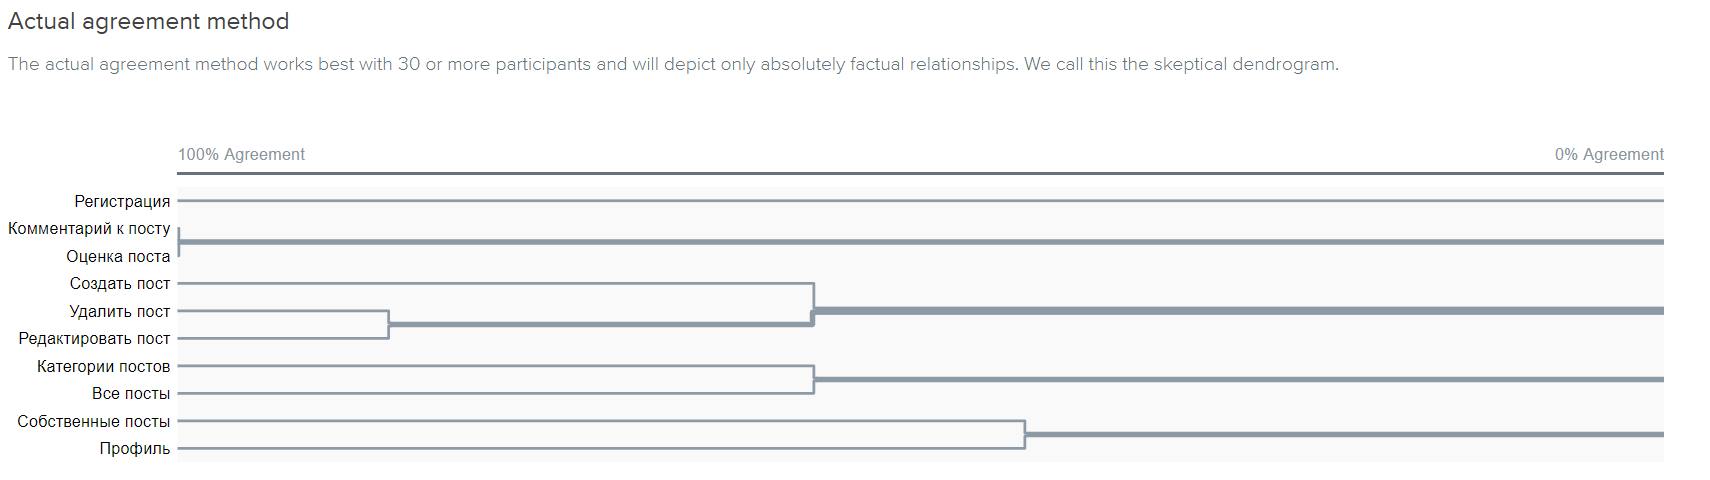 Actual agreement method
The actual agreement method works best with 30 or more participants and will depict only absolutely factual relationships. We call this the skeptical dendrogram.
100% Agreement 0% Agreement
Регистрация
Комментарий к посту
Оценка поста
Создать пост
Удалить пост
Редактировать пост
Категории постов
Все посты
Собственные посты
Профиль